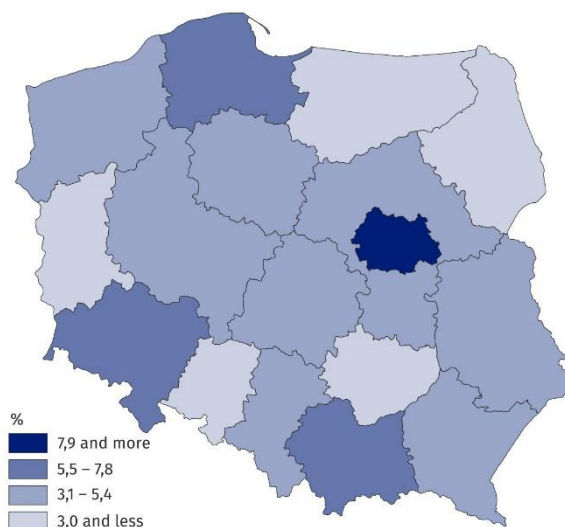 %
7,9 and more
5,5 – 7,8
3,1 – 5,4
3,0 and less